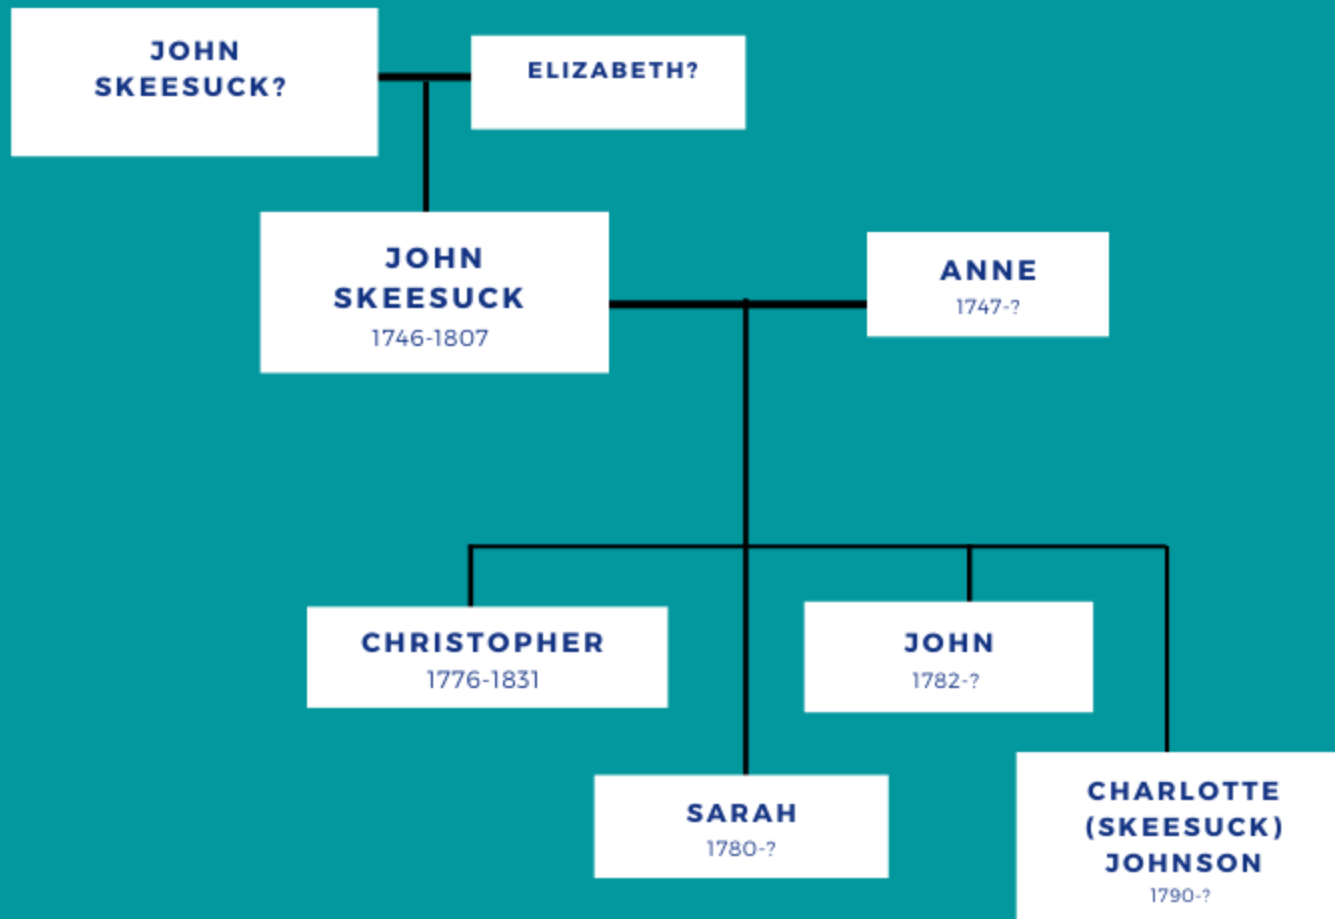 JOHN
SKEESUCK?
ELIZABETH?
JOHN
SKEESUCK
1746-1807
ANNE
1747-?
CHRISTOPHER
1776-1831
JOHN
1782-?
SARAH
1780-?
CHARLOTTE
(SKEESUCK)
JOHNSON
1790-?